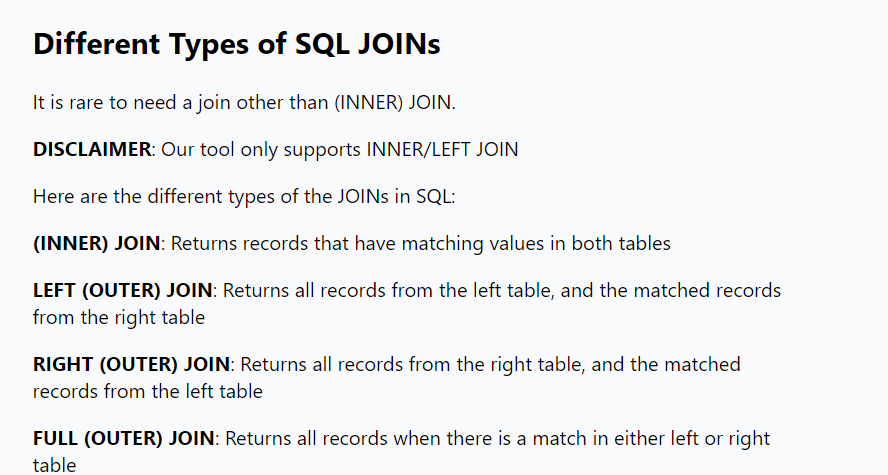 Different Types of SQL JOINs
It is rare to need a join other than (INNER) JOIN.
DISCLAIMER: Our tool only supports INNER/LEFT JOIN
Here are the different types of the JOINs in SQL:
(INNER) JOIN: Returns records that have matching values in both tables
LEFT (OUTER) JOIN: Returns all records from the left table, and the matched records
from the right table
RIGHT (OUTER) JOIN: Returns all records from the right table, and the matched
records from the left table
FULL (OUTER) JOIN: Returns all records when there is a match in either left or right
table